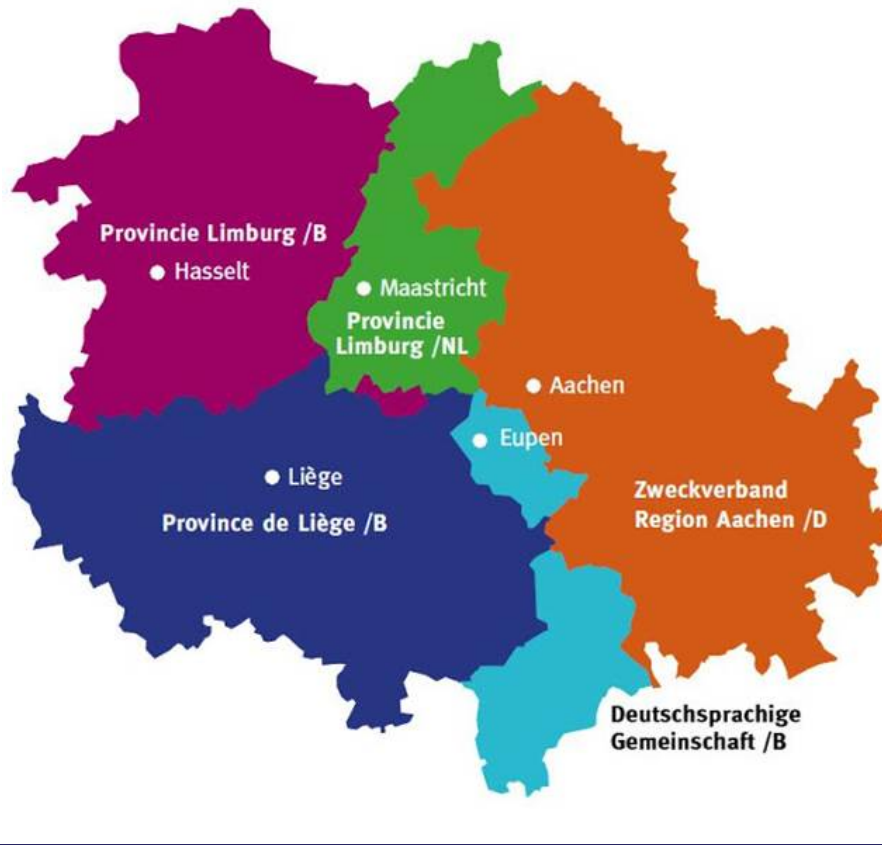 Provincie Limburg /B
Hasselt
Maastricht
Provincie
Limburg /NL
Aachen
Eupen
Liège
Province de Liège /B
Zweckverband
Region Aachen /D
Deutschsprachige
Gemeinschaft /B